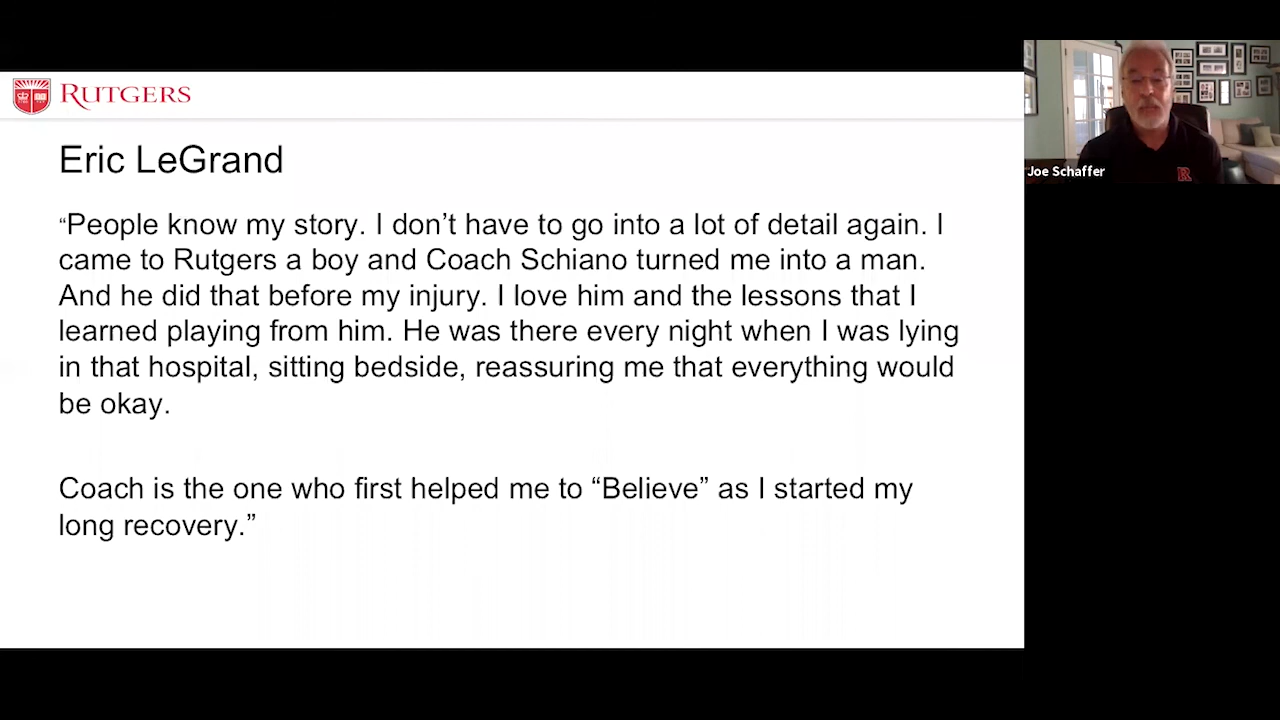 RUTGERS
Eric LeGrand
“People know my story. I don’t have to go into a lot of detail again. I
came to Rutgers a boy and Coach Schiano turned me into a man.
And he did that before my injury. I love him and the lessons that I
learned playing from him. He was there every night when I was lying
in that hospital, sitting bedside, reassuring me that everything would
be okay.
Coach is the one who first helped me to “Believe” as I started my
long recovery.”
Joe Schaffer
R